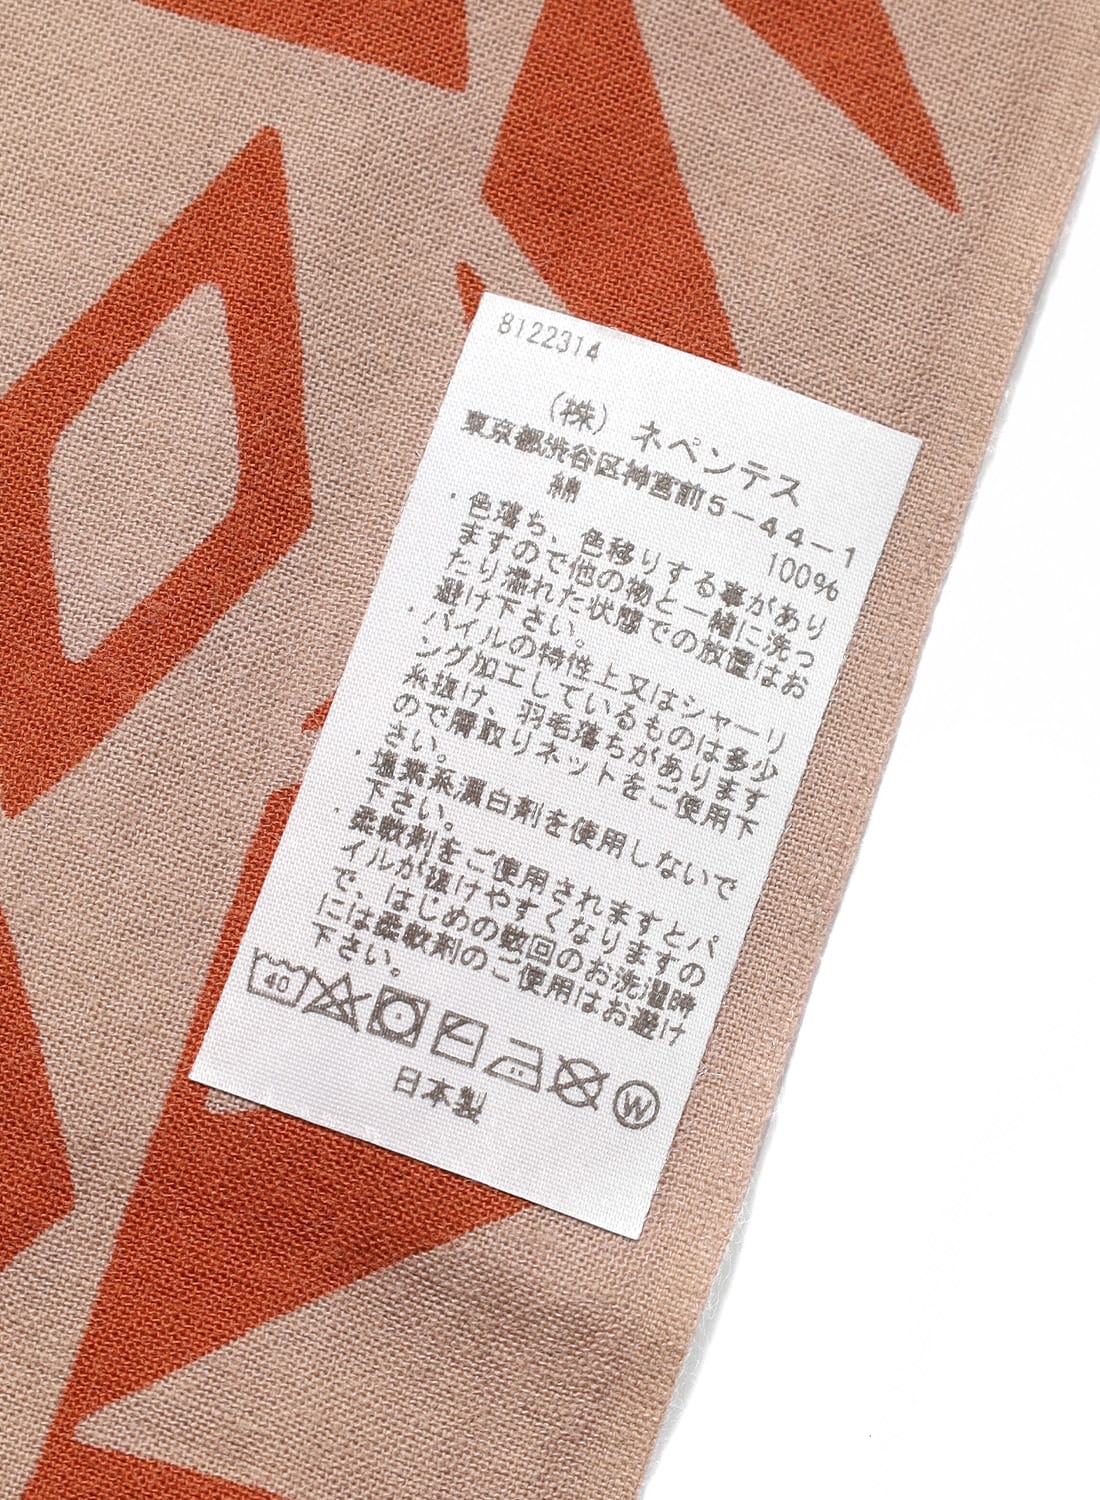 8122314
(株) ネペンテス
東京都渋谷区神宮前5-44-1
綿 100%
・色落ち、色移りする事があり
ますので他の物と一緒に洗っ
たり濡れた状態での放置はお
避け下さい。
・パイルの特性上又はシャーリ
ング加工しているものは多少
糸抜け、羽毛落ちがあります
ので間取りネットをご使用下
さい。
・塩素系漂白剤を使用しないで
下さい。
・柔軟剤をご使用されますとパ
イルが抜けやすくなりますの
で、はじめの数回のお洗濯時
には柔軟剤のご使用はお避け
下さい。
40
W
日本製